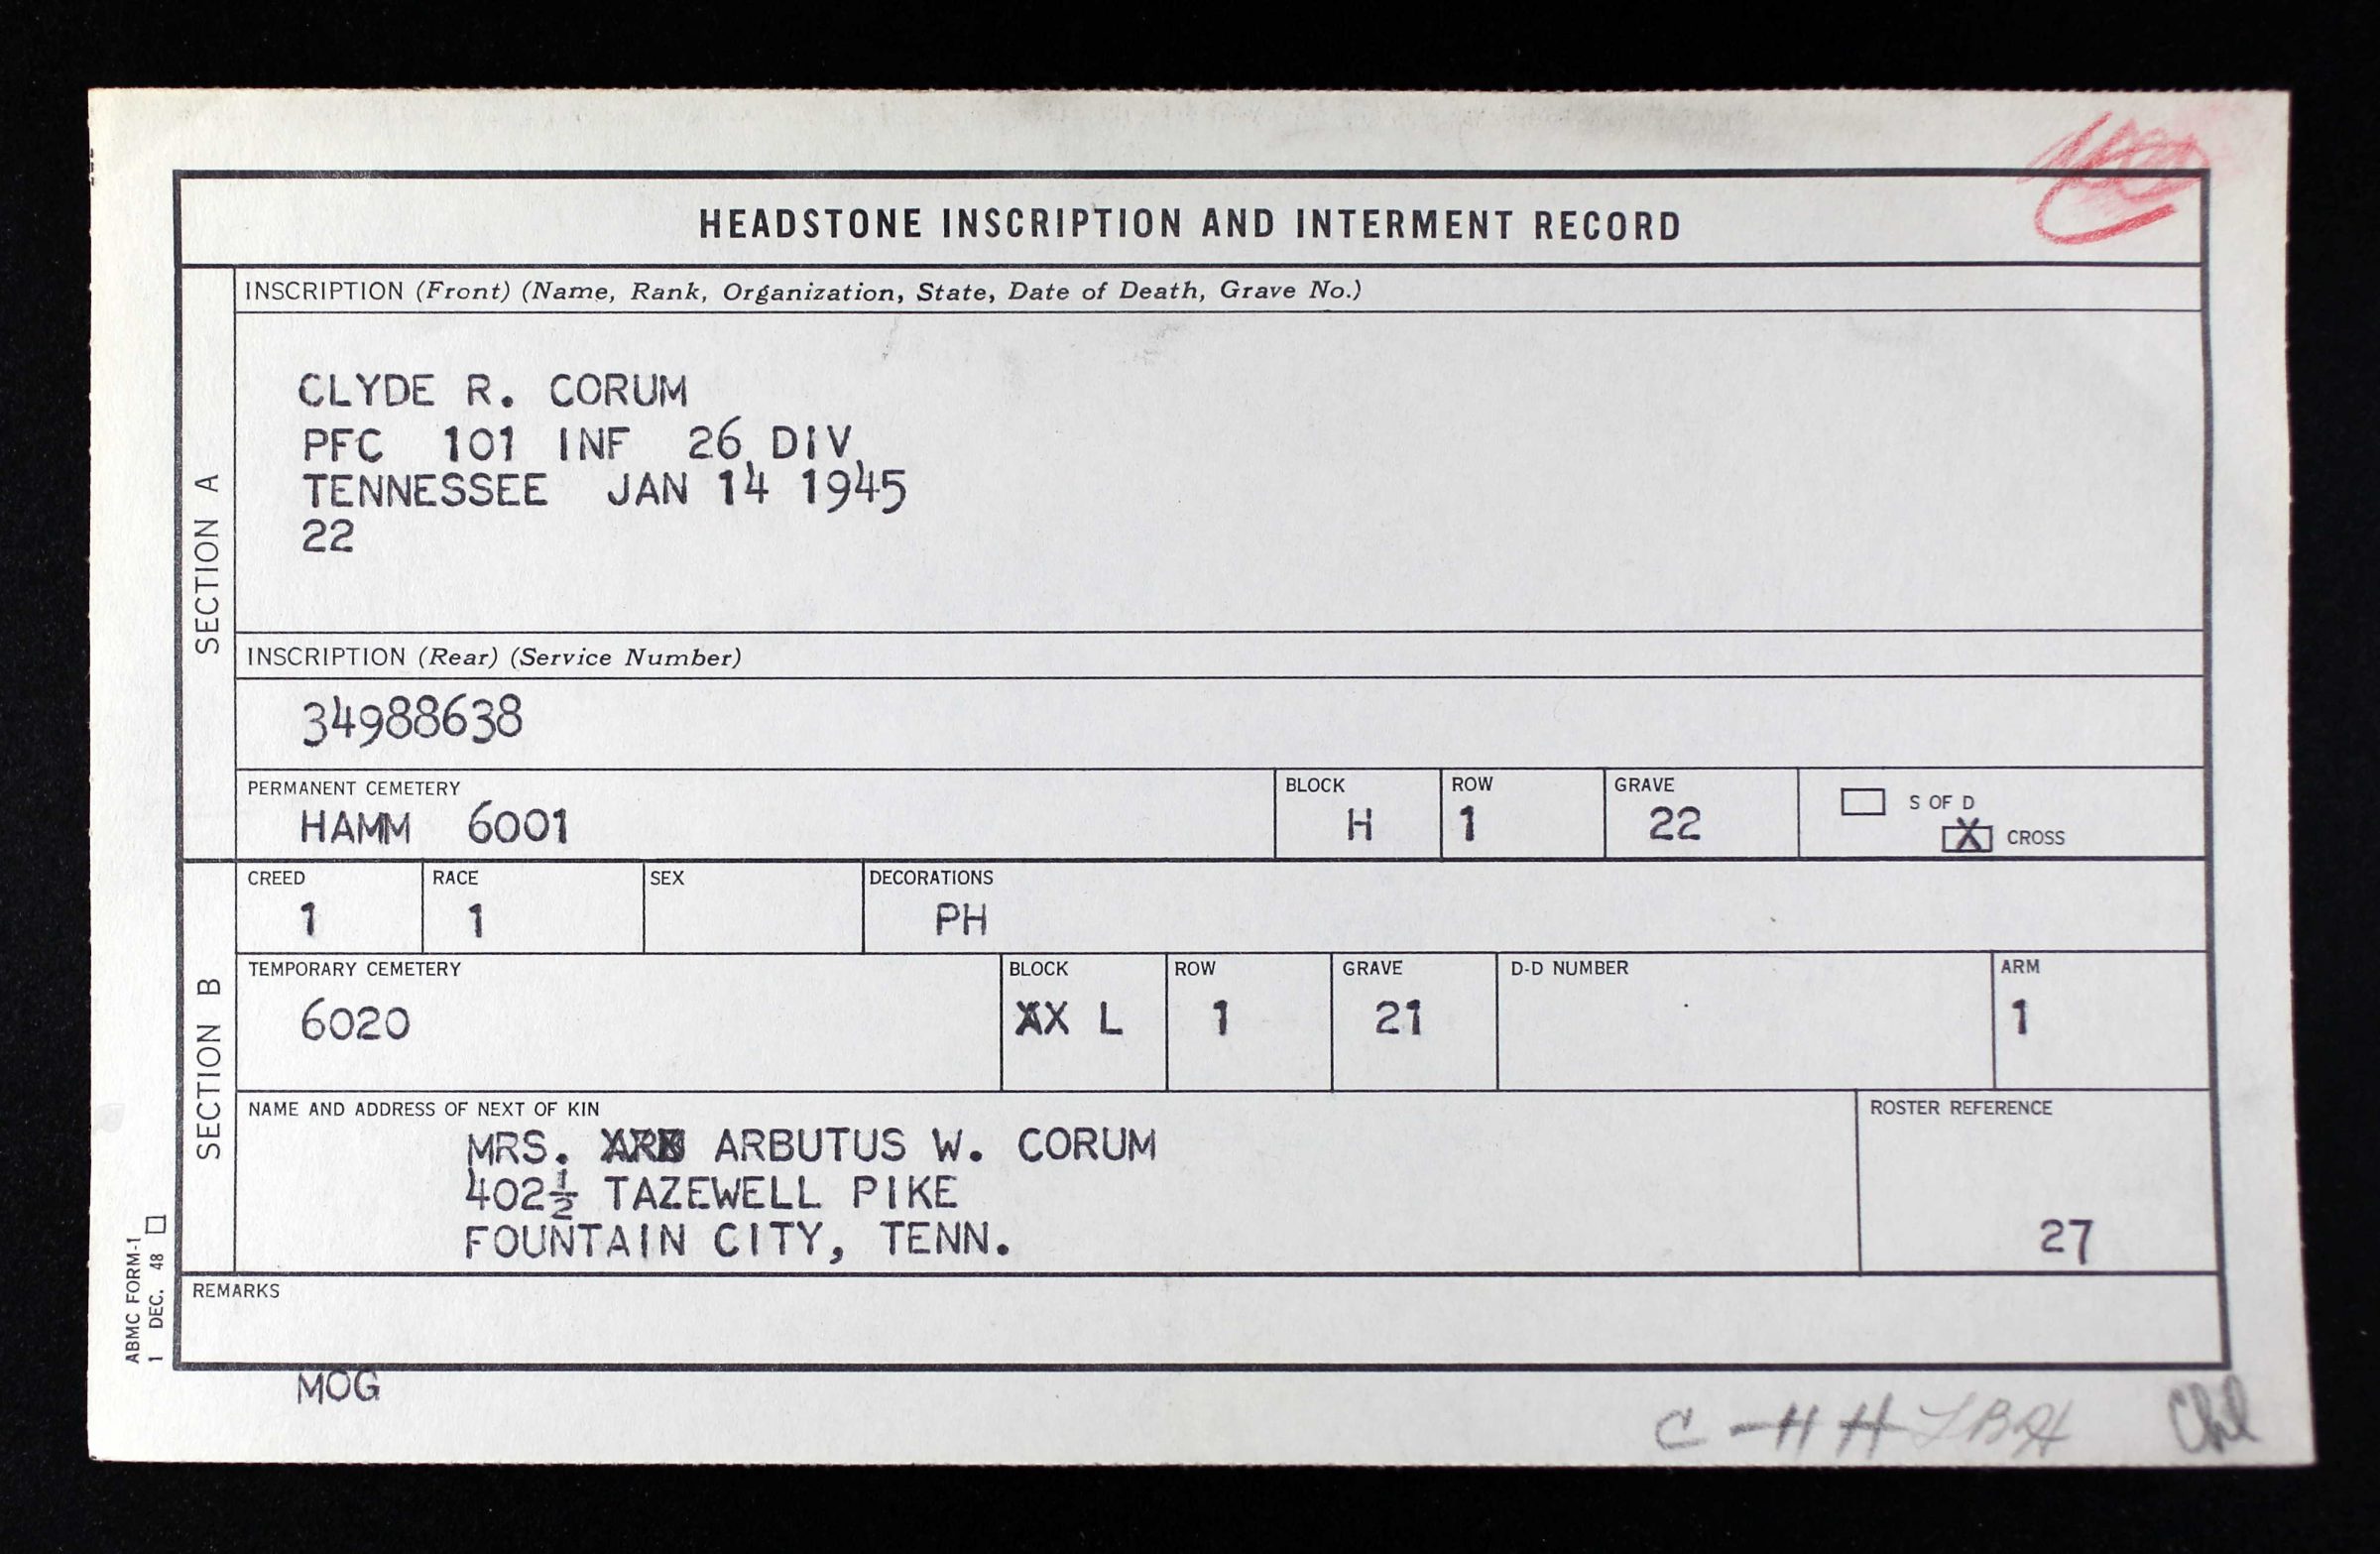 HEADSTONE INSCRIPTION AND INTERMENT RECORD
SECTION A
INSCRIPTION (Front) (Name, Rank, Organization, State, Date of Death, Grave No.)
CLYDE R. CORUM
PFC 101 INF 26 DIV
TENNESSEE JAN 14 1945
22
INSCRIPTION (Rear) (Service Number)
34988638
PERMANENT CEMETERY BLOCK ROW GRAVE
HAMM 6001 H 1 22
S OF D
X CROSS
SECTION B
CREED RACE SEX DECORATIONS
1 1 PH
TEMPORARY CEMETERY BLOCK ROW GRAVE D-D NUMBER ARM
6020 XX L 1 21 1
NAME AND ADDRESS OF NEXT OF KIN ROSTER REFERENCE
MRS. ARBUTUS W. CORUM
402½ TAZEWELL PIKE
FOUNTAIN CITY, TENN.
27
REMARKS
ABMC FORM-1
1 DEC. 48
MOG
C - H H